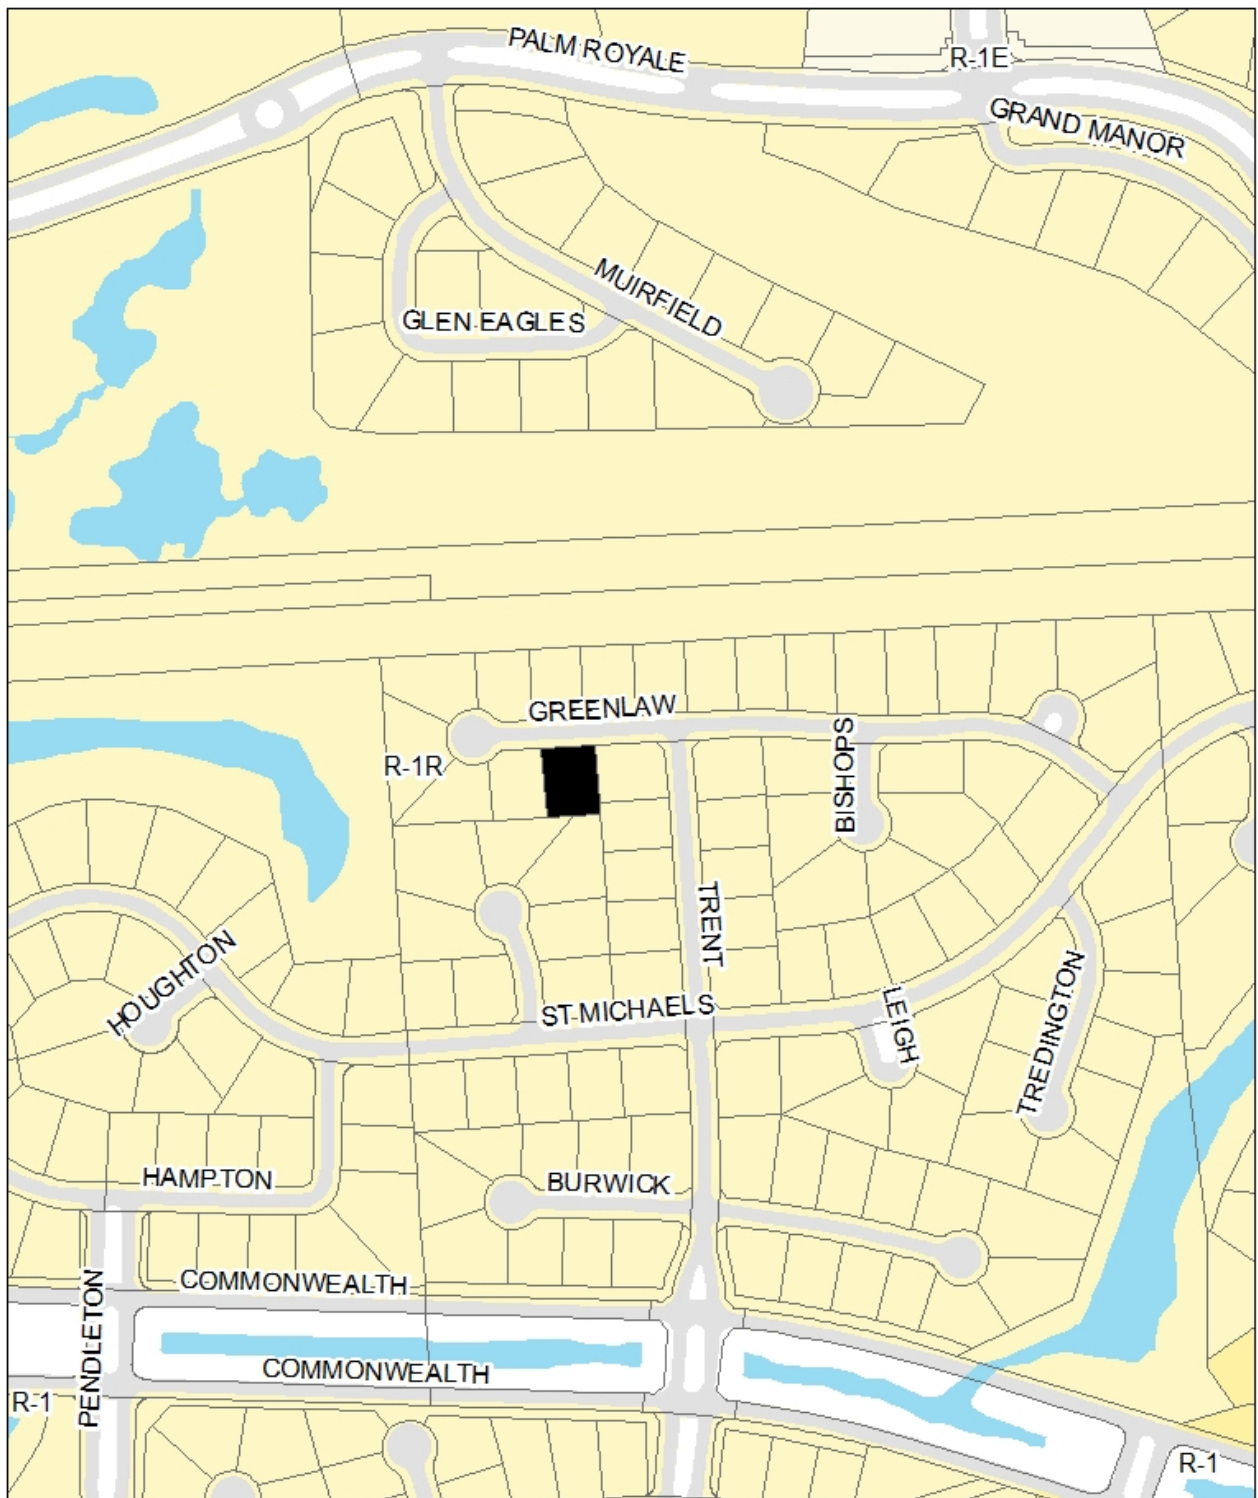 PALM ROYALE
R-1E
GRAND MANOR
MUIRFIELD
GLEN EAGLES
GREENLAW
BISHOPS
R-1R
TRENT
HOUGHTON
ST MICHAELS
LEIGH
TREDINGTON
HAMPTON
BURWICK
COMMONWEALTH
PENDLETON
COMMONWEALTH
R-1
R-1